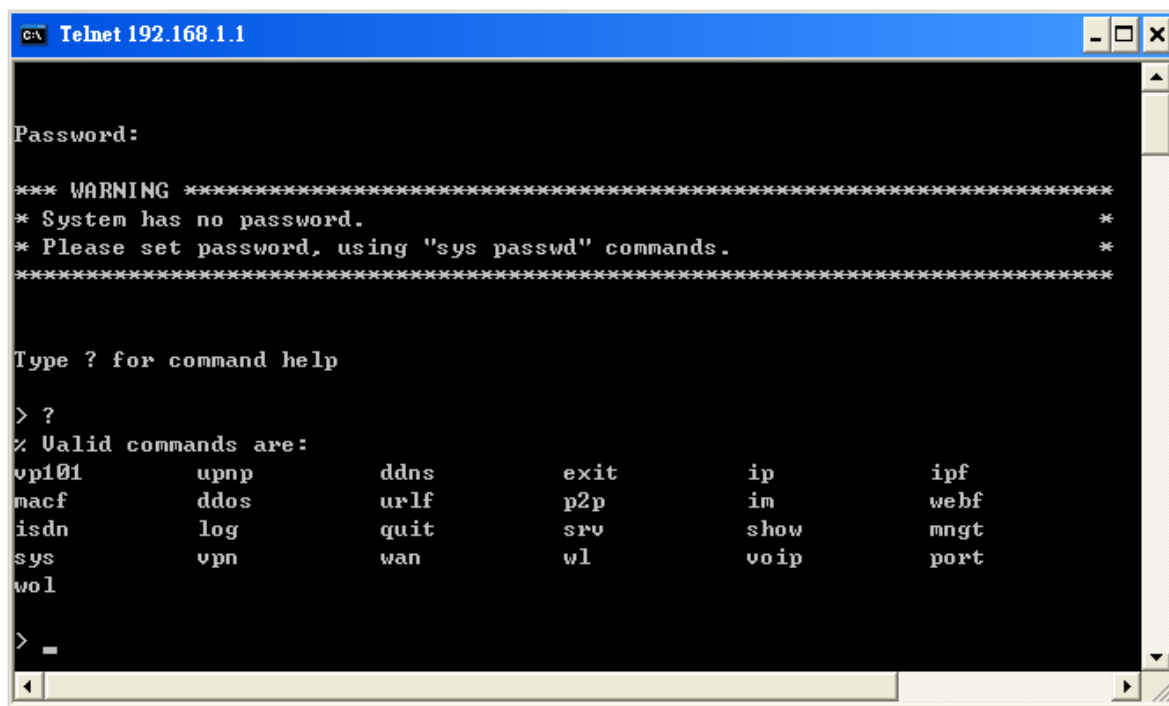 Telnet 192.168.1.1
Password:
*** WARNING ******************************************************************
* System has no password. *
* Please set password, using "sys passwd" commands. *
******************************************************************************
Type ? for command help
> ?
% Valid commands are:
vp101 upnp ddns exit ip ipf
macf ddos urlf p2p im webf
isdn log quit srv show mngt
sys vpn wan wl voip port
wol
> _